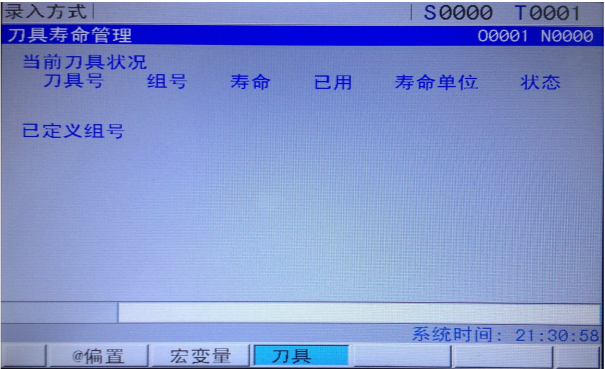 录入方式 S0000 T0001
刀具寿命管理 O0001 N0000
当前刀具状况
刀具号 组号 寿命 已用 寿命单位 状态
已定义组号
系统时间: 21:30:58
@偏置 宏变量 刀具